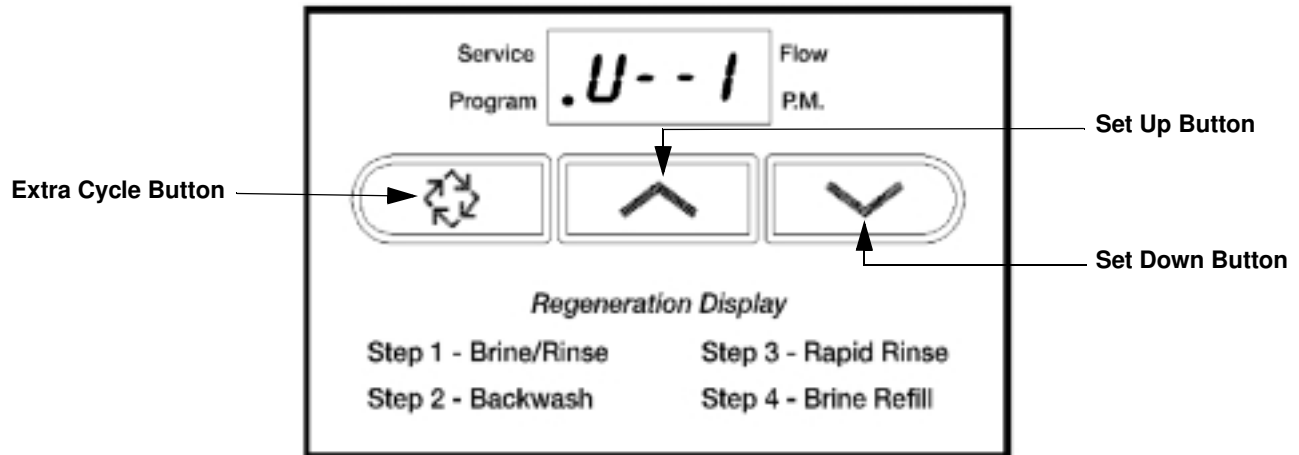 Service
Flow
.U--1
Program
P.M.
Set Up Button
Extra Cycle Button
Set Down Button
Regeneration Display
Step 1 - Brine/Rinse
Step 3 - Rapid Rinse
Step 2 - Backwash
Step 4 - Brine Refill